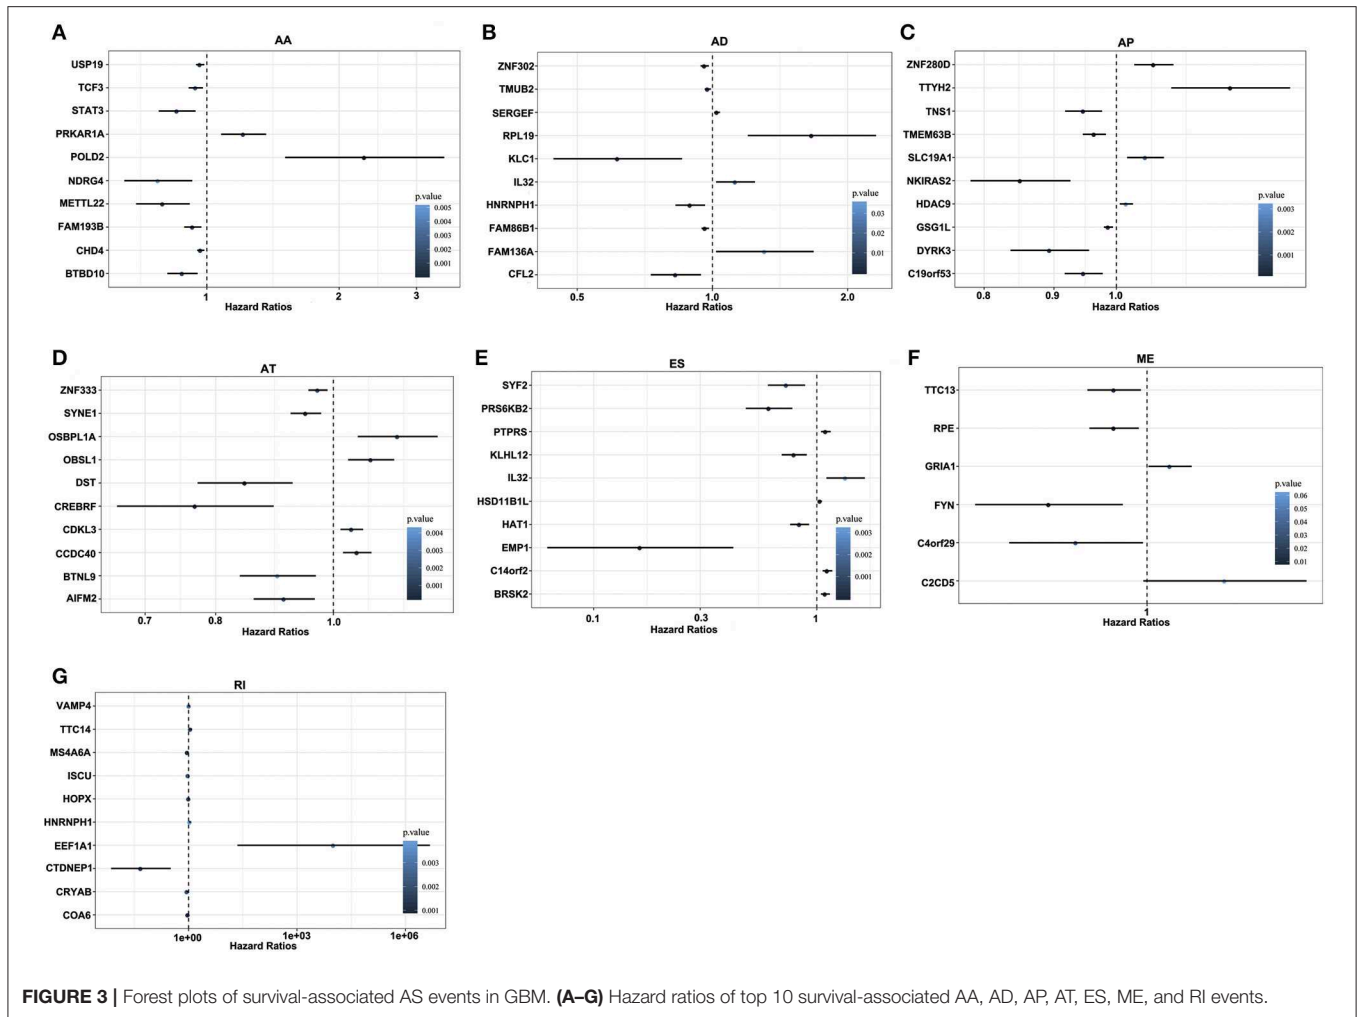 A
AA
USP19
TCF3
STAT3
PRKAR1A
POLD2
NDRG4
METTL22
FAM193B
CHD4
BTBD10
p.value
0.005
0.004
0.003
0.002
0.001
1 2 3
Hazard Ratios
B
AD
ZNF302
TMUB2
SERGEF
RPL19
KLC1
IL32
HNRNPH1
FAM86B1
FAM136A
CFL2
p.value
0.03
0.02
0.01
0.5 1.0 2.0
Hazard Ratios
C
AP
ZNF280D
TTYH2
TNS1
TMEM63B
SLC19A1
NKIRAS2
HDAC9
GSG1L
DYRK3
C19orf53
p.value
0.003
0.002
0.001
0.8 0.9 1.0
Hazard Ratios
D
AT
ZNF333
SYNE1
OSBPL1A
OBSL1
DST
CREBRF
CDKL3
CCDC40
BTNL9
AIFM2
p.value
0.004
0.003
0.002
0.001
0.7 0.8 1.0
Hazard Ratios
E
ES
SYF2
PRS6KB2
PTPRS
KLHL12
IL32
HSD11B1L
HAT1
EMP1
C14orf2
BRSK2
p.value
0.003
0.002
0.001
0.1 0.3 1
Hazard Ratios
F
ME
TTC13
RPE
GRIA1
FYN
C4orf29
C2CD5
p.value
0.06
0.05
0.04
0.03
0.02
0.01
1
Hazard Ratios
G
RI
VAMP4
TTC14
MS4A6A
ISCU
HOPX
HNRNPH1
EEF1A1
CTDNEP1
CRYAB
COA6
p.value
0.003
0.002
0.001
1e+00 1e+03 1e+06
Hazard Ratios
FIGURE 3 | Forest plots of survival-associated AS events in GBM. (A–G) Hazard ratios of top 10 survival-associated AA, AD, AP, AT, ES, ME, and RI events.